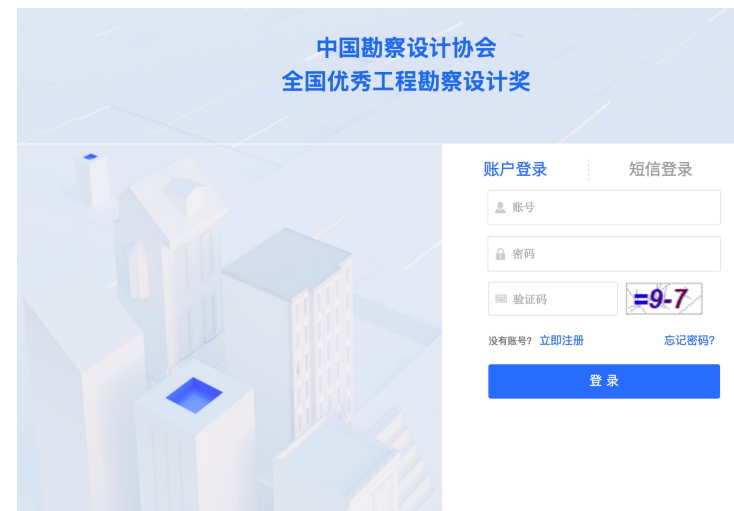 中国勘察设计协会
全国优秀工程勘察设计奖
账户登录
短信登录
账号
密码
验证码
=9-7
没有账号? 立即注册
忘记密码?
登 录